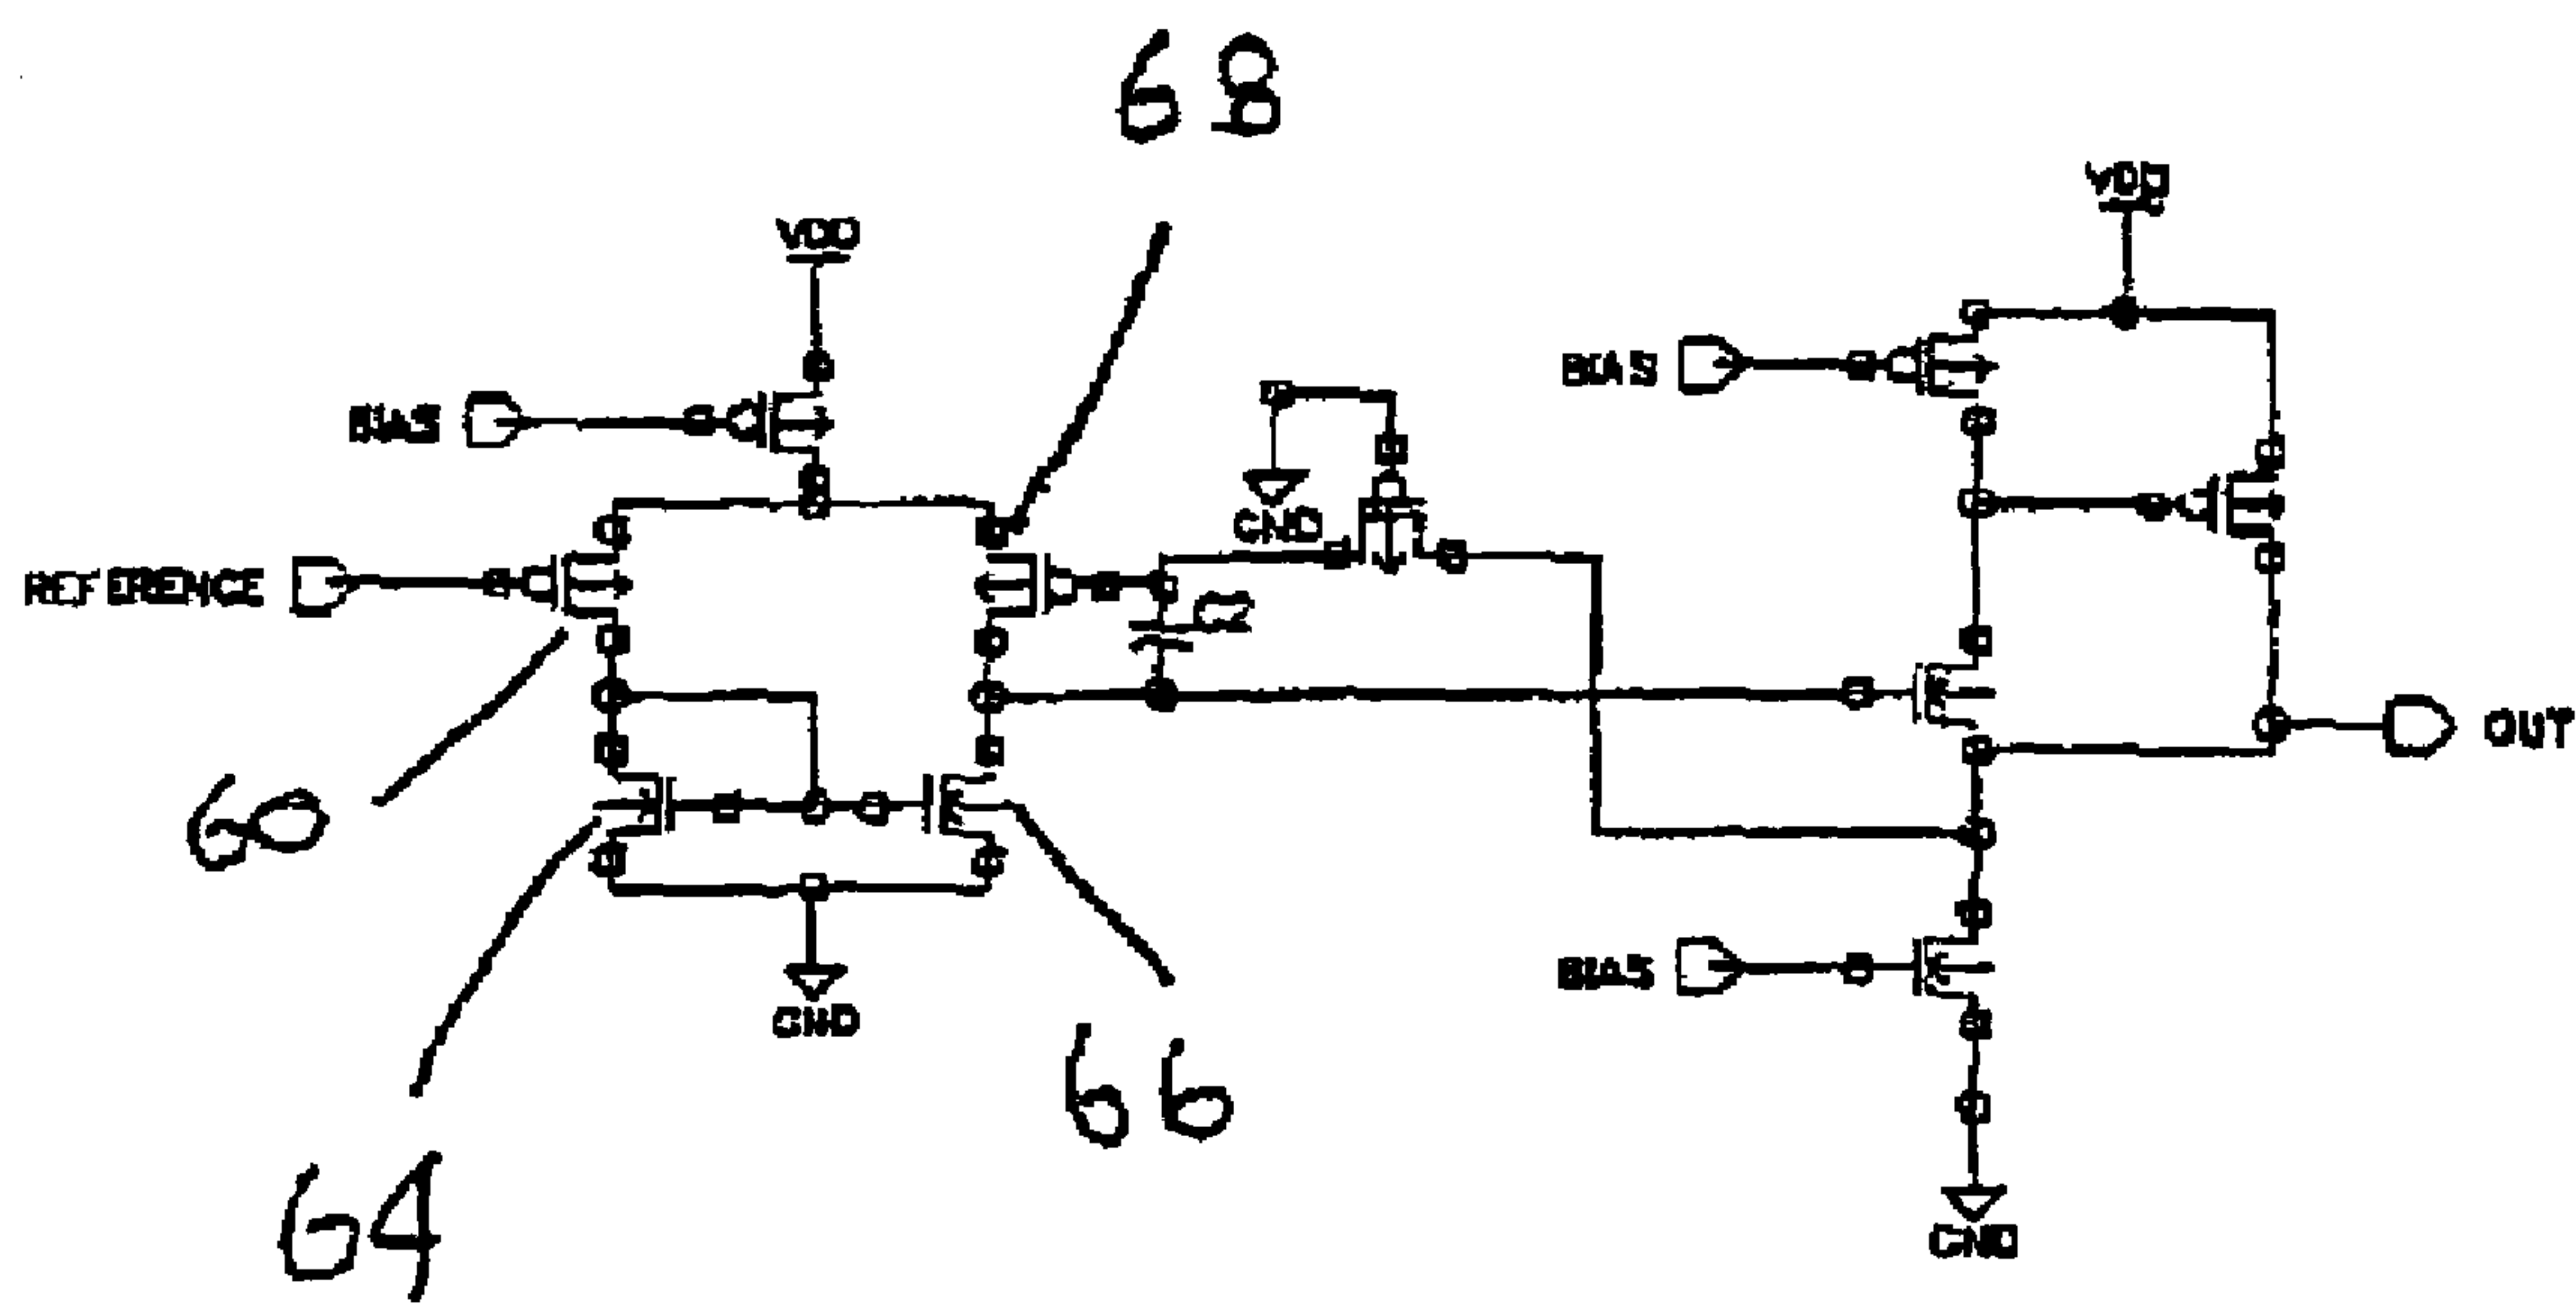 68
VDD
VDD
BIAS
BIAS
GND
REFERENCE
C2
OUT
60
BIAS
GND
66
64
GND